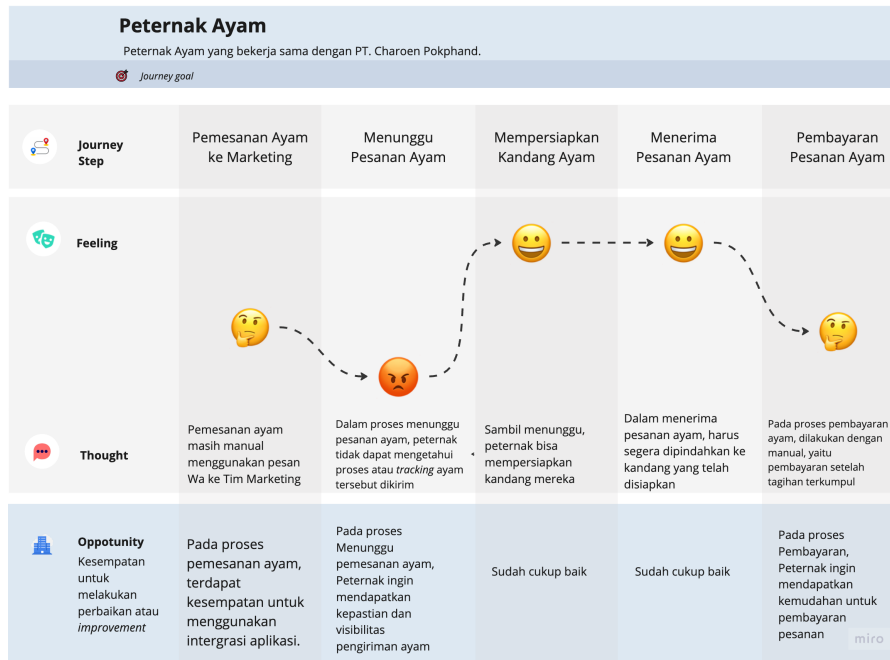 Peternak Ayam
Peternak Ayam yang bekerja sama dengan PT. Charoen Pokphand.
Journey goal
Journey
Step
Pemesanan Ayam
ke Marketing
Menunggu
Pesanan Ayam
Mempersiapkan
Kandang Ayam
Menerima
Pesanan Ayam
Pembayaran
Pesanan Ayam
Feeling
Thought
Pemesanan ayam
masih manual
menggunakan pesan
Wa ke Tim Marketing
Dalam proses menunggu
pesanan ayam, peternak
tidak dapat mengetahui
proses atau tracking ayam
tersebut dikirim
Sambil menunggu,
peternak bisa
mempersiapkan
kandang mereka
Dalam menerima
pesanan ayam, harus
segera dipindahkan ke
kandang yang telah
disiapkan
Pada proses pembayaran
ayam, dilakukan dengan
manual, yaitu
pembayaran setelah
tagihan terkumpul
Oppotunity
Kesempatan
untuk
melakukan
perbaikan atau
improvement
Pada proses
pemesanan ayam,
terdapat
kesempatan untuk
menggunakan
intergrasi aplikasi.
Pada proses
Menunggu
pemesanan ayam,
Peternak ingin
mendapatkan
kepastian dan
visibilitas
pengiriman ayam
Sudah cukup baik
Sudah cukup baik
Pada proses
Pembayaran,
Peternak ingin
mendapatkan
kemudahan untuk
pembayaran
pesanan
miro